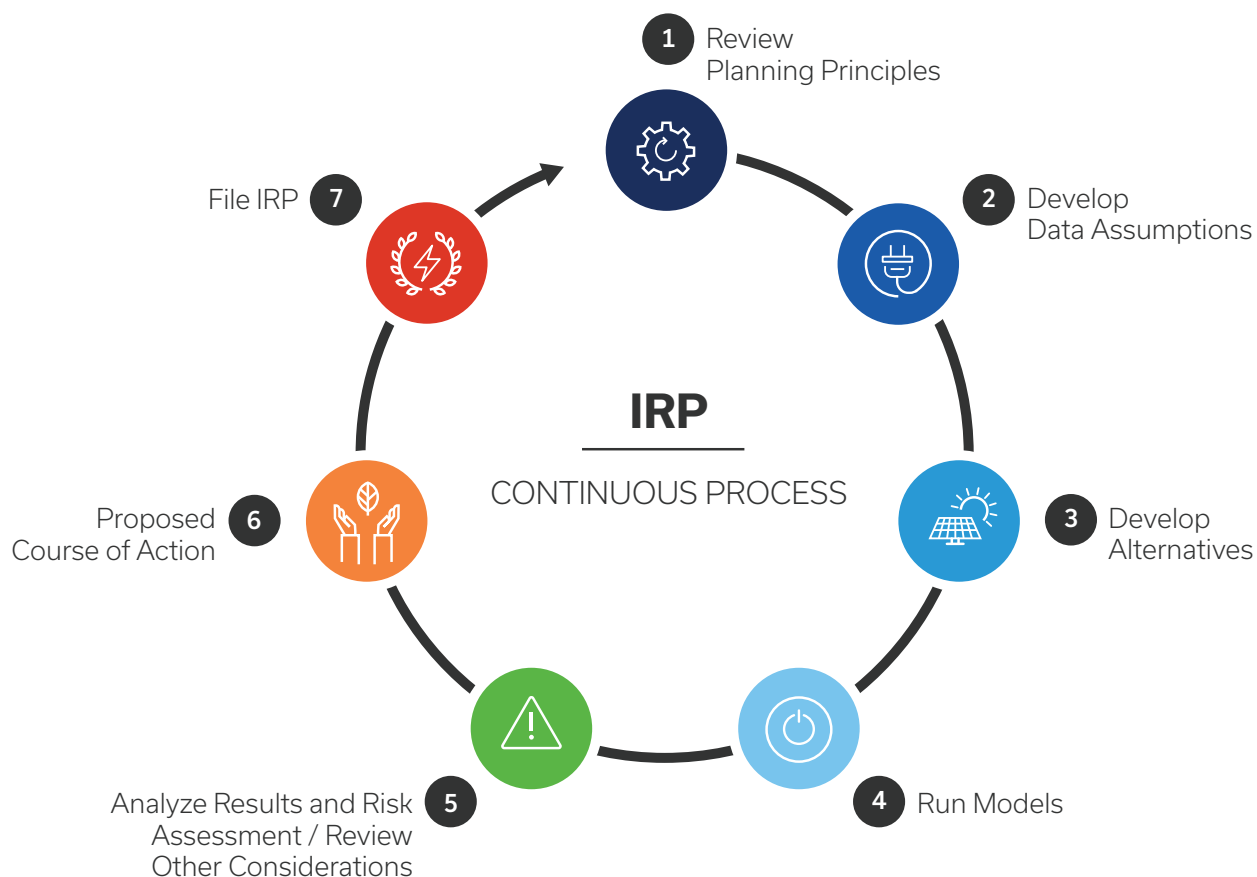 IRP
CONTINUOUS PROCESS
1
Review
Planning Principles
2
Develop
Data Assumptions
3
Develop
Alternatives
4
Run Models
5
Analyze Results and Risk
Assessment / Review
Other Considerations
6
Proposed
Course of Action
7
File IRP